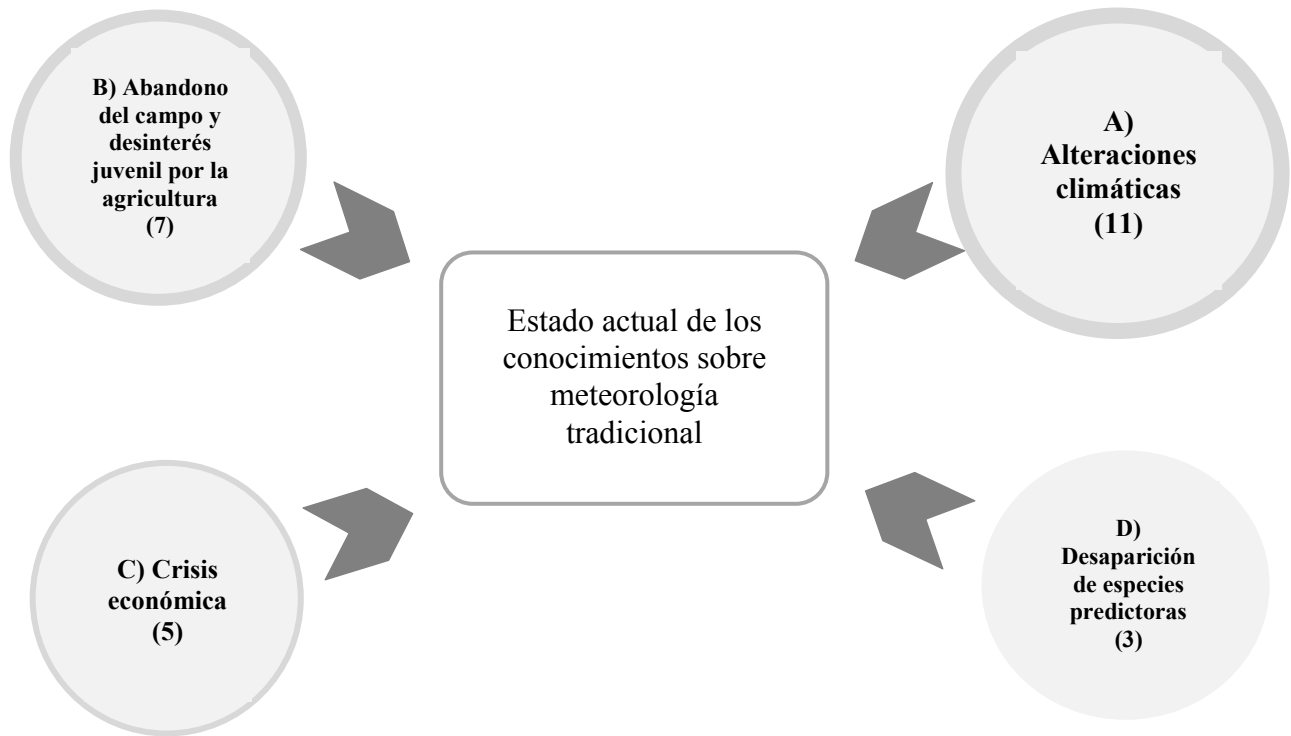 B) Abandono
del campo y
desinterés
juvenil por la
agricultura
(7)
A)
Alteraciones
climáticas
(11)
Estado actual de los
conocimientos sobre
meteorología
tradicional
C) Crisis
económica
(5)
D)
Desaparición
de especies
predictoras
(3)